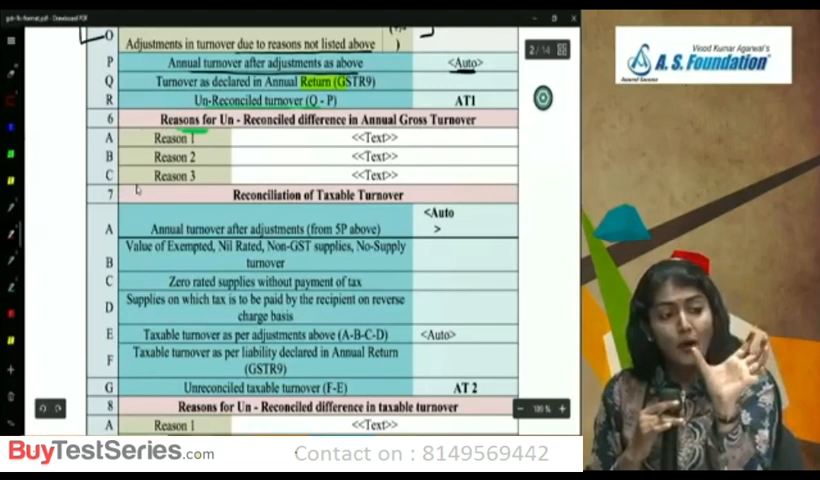 gstr-9c-format.pdf - Drawboard PDF
O Adjustments in turnover due to reasons not listed above )
P Annual turnover after adjustments as above <Auto>
Q Turnover as declared in Annual Return (GSTR9)
R Un-Reconciled turnover (Q - P) AT1
6 Reasons for Un - Reconciled difference in Annual Gross Turnover
A Reason 1 <<Text>>
B Reason 2 <<Text>>
C Reason 3 <<Text>>
7 Reconciliation of Taxable Turnover
<Auto
A Annual turnover after adjustments (from 5P above) >
Value of Exempted, Nil Rated, Non-GST supplies, No-Supply
B turnover
C Zero rated supplies without payment of tax
Supplies on which tax is to be paid by the recipient on reverse
D charge basis
E Taxable turnover as per adjustments above (A-B-C-D) <Auto>
Taxable turnover as per liability declared in Annual Return
F (GSTR9)
G Unreconciled taxable turnover (F-E) AT 2
8 Reasons for Un - Reconciled difference in taxable turnover
A Reason 1 <<Text>>
2 / 14
Vinod Kumar Agarwal's
A. S. Foundation
BuyTestSeries.com
Contact on : 8149569442